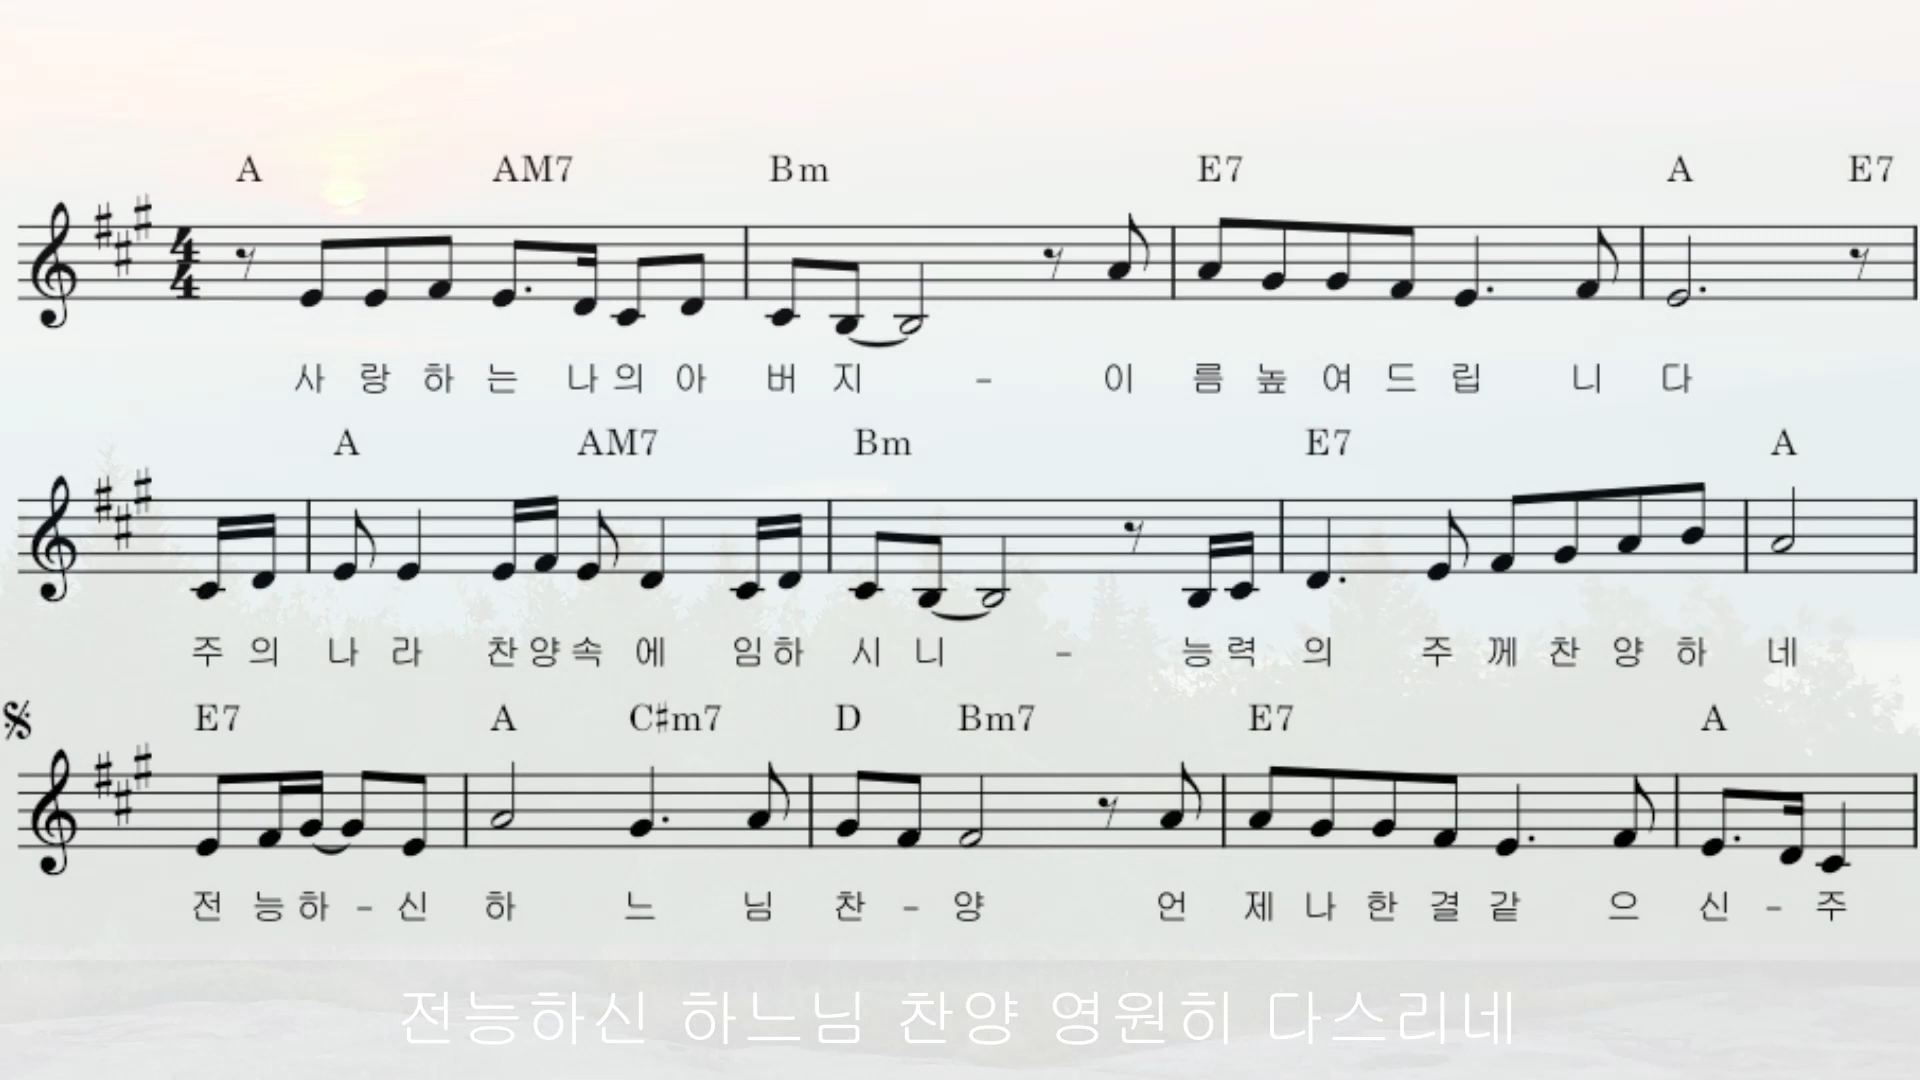 A AM7 Bm E7 A E7
4
4
사 랑 하 는 나 의 아 버 지 - 이 름 높 여 드 립 니 다
A AM7 Bm E7 A
주 의 나 라 찬 양 속 에 임 하 시 니 - 능 력 의 주 께 찬 양 하 네
E7 A C♯m7 D Bm7 E7 A
전 능 하 - 신 하 느 님 찬 - 양 언 제 나 한 결 같 으 신 - 주
전능하신 하느님 찬양 영원히 다스리네